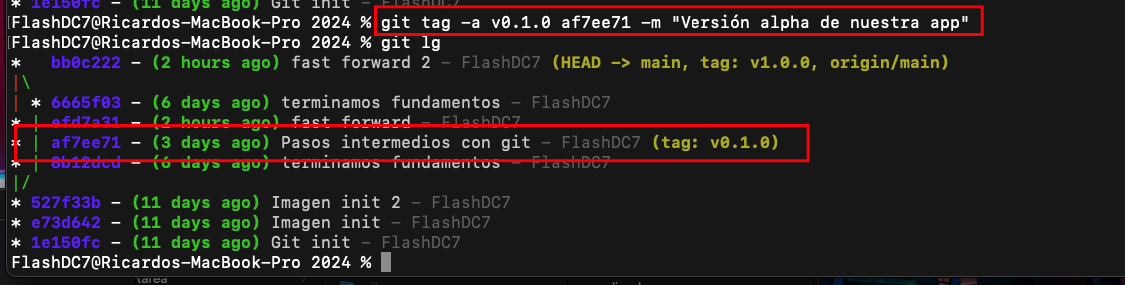 * 1e150fc - (11 days ago) Git init - FlashDC7
FlashDC7@Ricardos-MacBook-Pro 2024 % git tag -a v0.1.0 af7ee71 -m "Versión alpha de nuestra app"
[FlashDC7@Ricardos-MacBook-Pro 2024 % git lg
*   bb0c222 - (2 hours ago) fast forward 2 - FlashDC7 (HEAD -> main, tag: v1.0.0, origin/main)
|\
| * 6665f03 - (6 days ago) terminamos fundamentos - FlashDC7
* | efd7a31 - (2 hours ago) fast forward - FlashDC7
* | af7ee71 - (3 days ago) Pasos intermedios con git - FlashDC7 (tag: v0.1.0)
* | 8b12dcd - (6 days ago) terminamos fundamentos - FlashDC7
|/
* 527f33b - (11 days ago) Imagen init 2 - FlashDC7
* e73d642 - (11 days ago) Imagen init - FlashDC7
* 1e150fc - (11 days ago) Git init - FlashDC7
FlashDC7@Ricardos-MacBook-Pro 2024 %
tarea